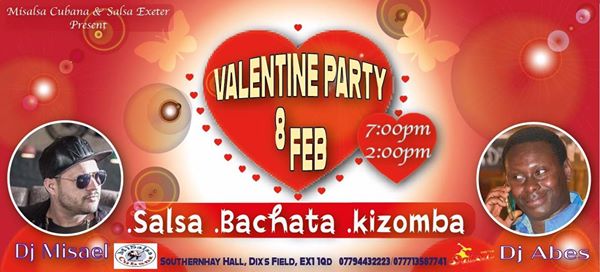 Misalsa Cubana & Salsa Exeter
Present
VALENTINE PARTY
8
FEB
7:00pm
2:00pm
.Salsa .Bachata .kizomba
Dj Misael
Dj Abes
Southernhay Hall, Dix's Field, EX1 1QD 07794432223 /077713587741